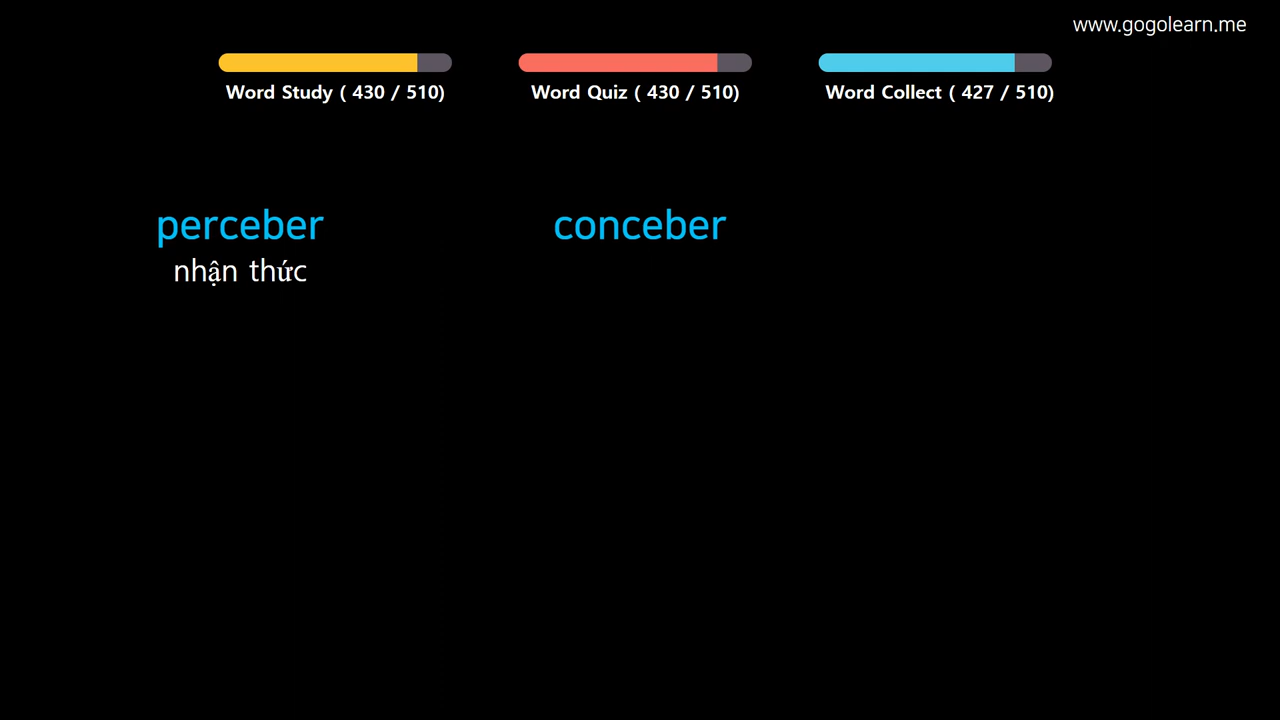 www.gogolearn.me
Word Study ( 430 / 510)
Word Quiz ( 430 / 510)
Word Collect ( 427 / 510)
perceber
conceber
nhận thức